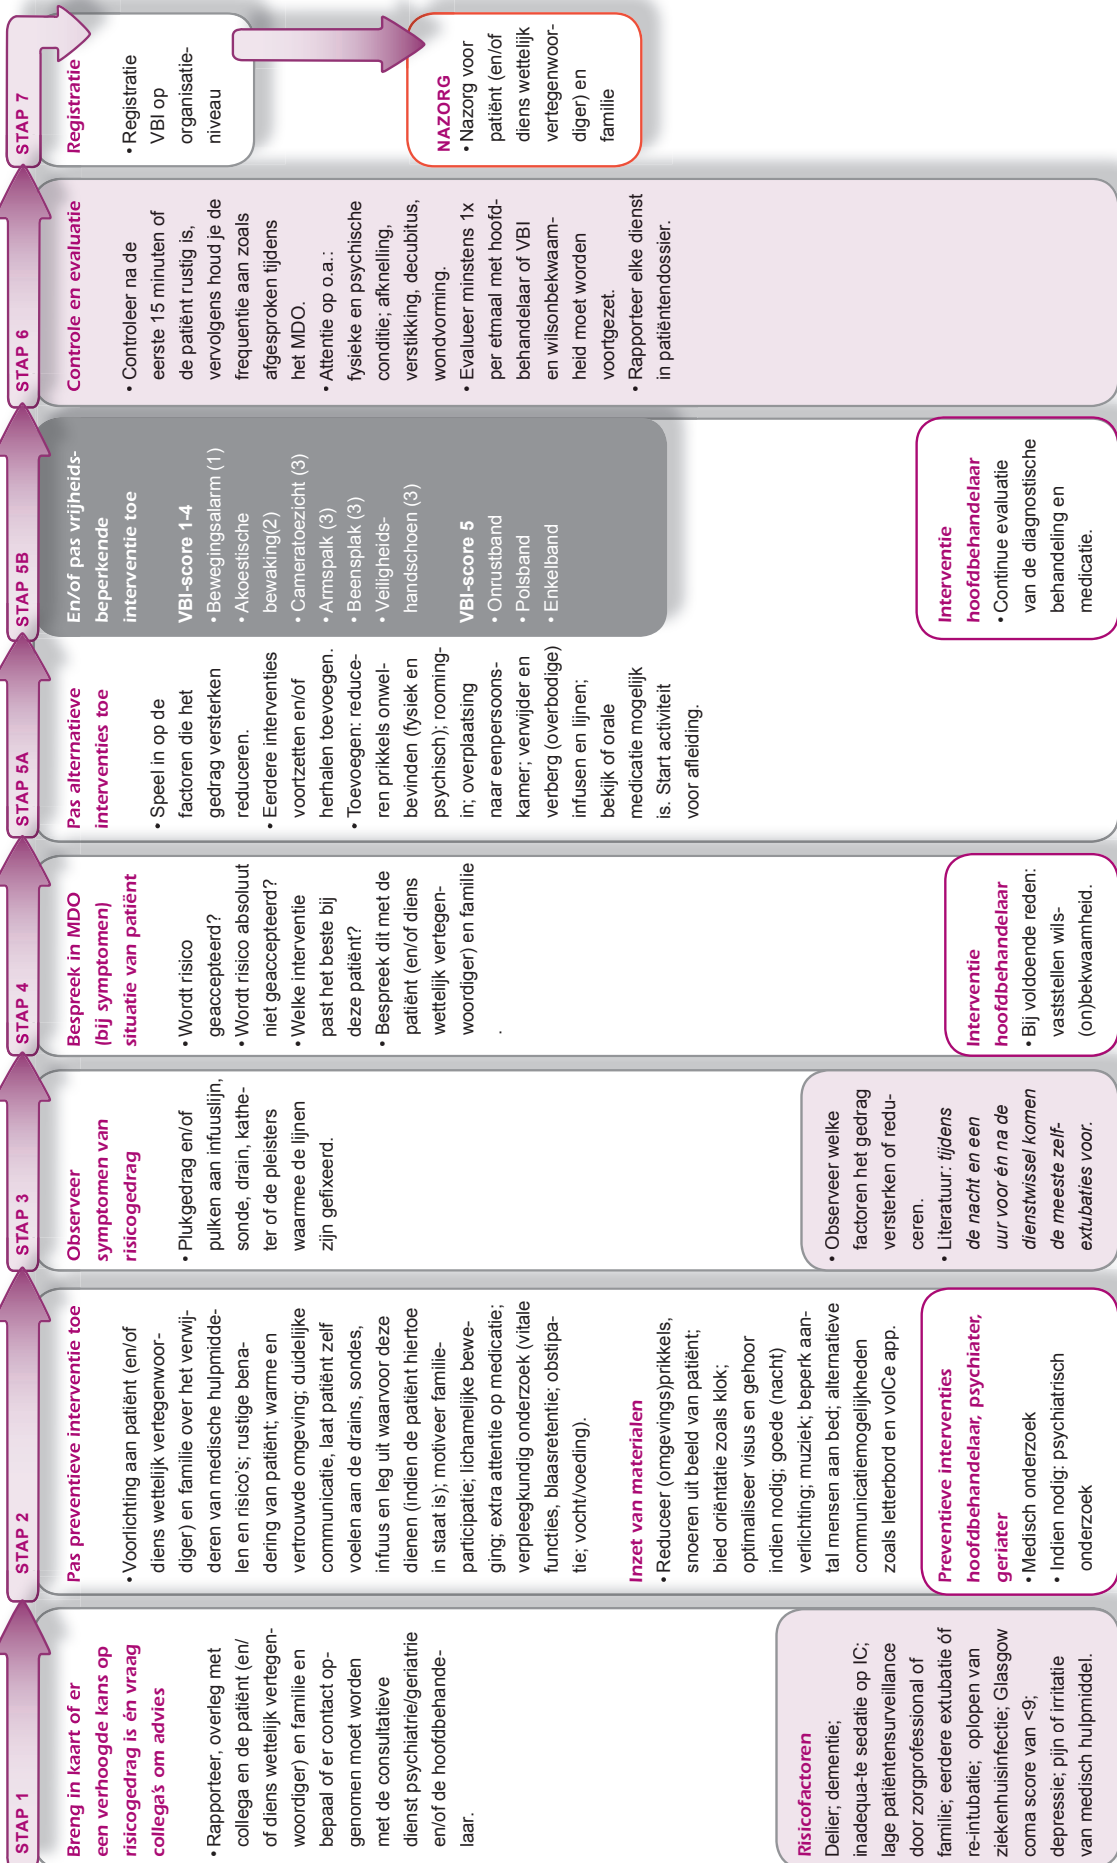 STAP 1
Breng in kaart of er
een verhoogde kans op
risicogedrag is én vraag
collega's om advies
• Rapporteer, overleg met
collega en de patiënt (en/
of diens wettelijk vertegen-
woordiger) en familie en
bepaal of er contact op-
genomen moet worden
met de consultatieve
dienst psychiatrie/geriatrie
en/of de hoofdbehande-
laar.
Risicofactoren
Delier; dementie;
inadequa-te sedatie op IC;
lage patiëntensurveillance
door zorgprofessional of
familie; eerdere extubatie óf
re-intubatie; oplopen van
ziekenhuisinfectie; Glasgow
coma score van <9;
depressie; pijn of irritatie
van medisch hulpmiddel.
STAP 2
Pas preventieve interventie toe
• Voorlichting aan patiënt (en/of
diens wettelijk vertegenwoor-
diger) en familie over het verwij-
deren van medische hulpmidde-
len en risico's; rustige bena-
dering van patiënt; warme en
vertrouwde omgeving; duidelijke
communicatie, laat patiënt zelf
voelen aan de drains, sondes,
infuus en leg uit waarvoor deze
dienen (indien de patiënt hiertoe
in staat is); motiveer familie-
participatie; lichamelijke bewe-
ging; extra attentie op medicatie;
verpleegkundig onderzoek (vitale
functies, blaasretentie; obstipa-
tie; vocht/voeding).
Inzet van materialen
• Reduceer (omgevings)prikkels,
snoeren uit beeld van patiënt;
bied oriëntatie zoals klok;
optimaliseer visus en gehoor
indien nodig; goede (nacht)
verlichting; muziek; beperk aan-
tal mensen aan bed; alternatieve
communicatiemogelijkheden
zoals letterbord en voICe app.
Preventieve interventies
hoofdbehandelaar, psychiater,
geriater
• Medisch onderzoek
• Indien nodig: psychiatrisch
onderzoek
STAP 3
Observeer
symptomen van
risicogedrag
• Plukgedrag en/of
pulken aan infuuslijn,
sonde, drain, kathe-
ter of de pleisters
waarmee de lijnen
zijn gefixeerd.
• Observeer welke
factoren het gedrag
versterken of redu-
ceren.
• Literatuur: tijdens
de nacht en een
uur voor én na de
dienstwissel komen
de meeste zelf-
extubaties voor.
STAP 4
Bespreek in MDO
(bij symptomen)
situatie van patiënt
• Wordt risico
geaccepteerd?
• Wordt risico absoluut
niet geaccepteerd?
• Welke interventie
past het beste bij
deze patiënt?
• Bespreek dit met de
patiënt (en/of diens
wettelijk vertegen-
woordiger) en familie
.
Interventie
hoofdbehandelaar
• Bij voldoende reden:
vaststellen wils-
(on)bekwaamheid.
STAP 5A
Pas alternatieve
interventies toe
• Speel in op de
factoren die het
gedrag versterken
reduceren.
• Eerdere interventies
voortzetten en/of
herhalen toevoegen.
• Toevoegen: reduce-
ren prikkels onwel-
bevinden (fysiek en
psychisch); rooming-
in; overplaatsing
naar eenpersoons-
kamer; verwijder en
verberg (overbodige)
infusen en lijnen;
bekijk of orale
medicatie mogelijk
is. Start activiteit
voor afleiding.
STAP 5B
En/of pas vrijheids-
beperkende
interventie toe
VBI-score 1-4
• Bewegingsalarm (1)
• Akoestische
bewaking(2)
• Cameratoezicht (3)
• Armspalk (3)
• Beensplak (3)
• Veiligheids-
handschoen (3)
VBI-score 5
• Onrustband
• Polsband
• Enkelband
Interventie
hoofdbehandelaar
• Continue evaluatie
van de diagnostische
behandeling en
medicatie.
STAP 6
Controle en evaluatie
• Controleer na de
eerste 15 minuten of
de patiënt rustig is,
vervolgens houd je de
frequentie aan zoals
afgesproken tijdens
het MDO.
• Attentie op o.a.:
fysieke en psychische
conditie; afknelling,
verstikking, decubitus,
wondvorming.
• Evalueer minstens 1x
per etmaal met hoofd-
behandelaar of VBI
en wilsonbekwaam-
heid moet worden
voortgezet.
• Rapporteer elke dienst
in patiëntendossier.
STAP 7
Registratie
• Registratie
VBI op
organisatie-
niveau
NAZORG
• Nazorg voor
patiënt (en/of
diens wettelijk
vertegenwoor-
diger) en
familie